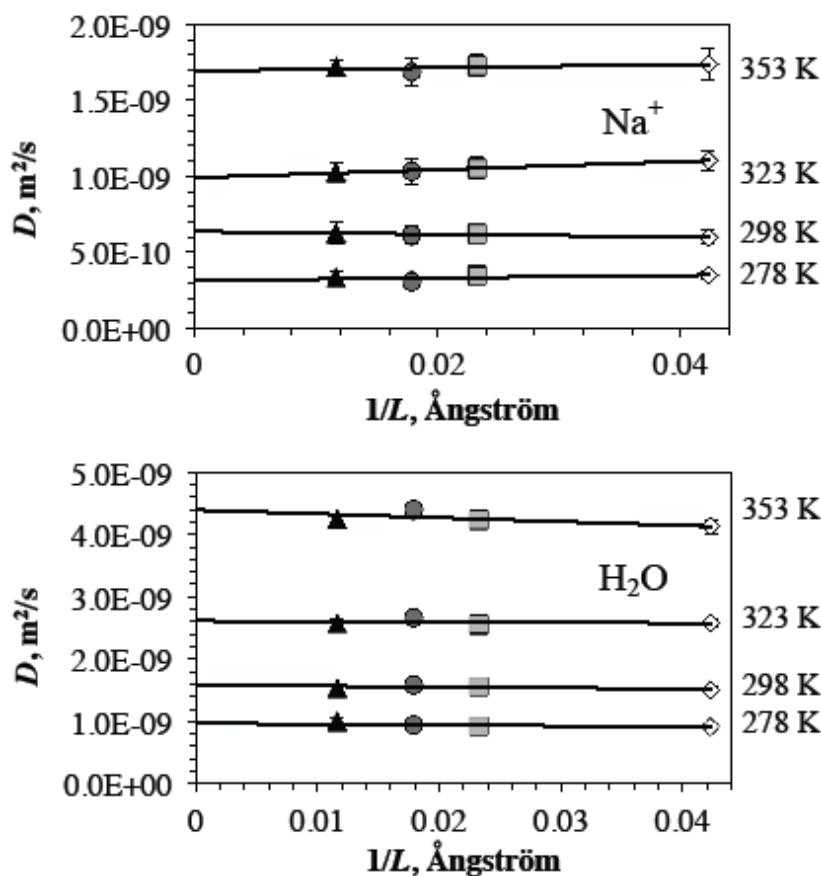 2.0E-09
353 K
1.5E-09
Na⁺
D, m²/s
1.0E-09
323 K
298 K
5.0E-10
278 K
0.0E+00
0 0.02 0.04
1/L, Ångström
5.0E-09
353 K
4.0E-09
H₂O
D, m²/s
3.0E-09
323 K
2.0E-09
298 K
1.0E-09
278 K
0.0E+00
0 0.01 0.02 0.03 0.04
1/L, Ångström